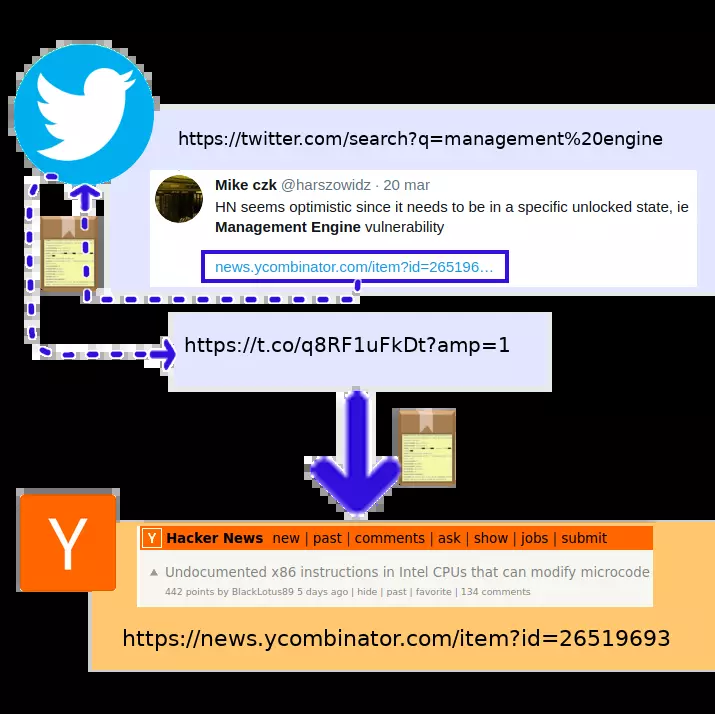 https://twitter.com/search?q=management%20engine
Mike czk @harszowidz · 20 mar
HN seems optimistic since it needs to be in a specific unlocked state, ie
Management Engine vulnerability
news.ycombinator.com/item?id=265196…
https://t.co/q8RF1uFkDt?amp=1
Y
Y Hacker News new | past | comments | ask | show | jobs | submit
▲ Undocumented x86 instructions in Intel CPUs that can modify microcode
442 points by BlackLotus89 5 days ago | hide | past | favorite | 134 comments
https://news.ycombinator.com/item?id=26519693